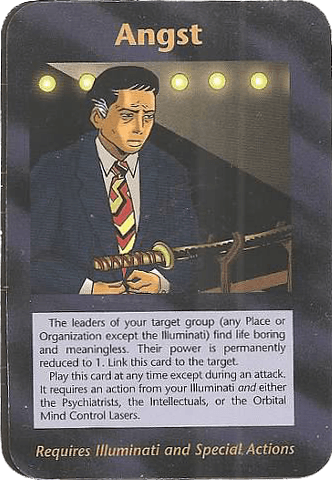 Angst
The leaders of your target group (any Place or
Organization except the Illuminati) find life boring
and meaningless. Their power is permanently
reduced to 1. Link this card to the target.
Play this card at any time except during an attack.
It requires an action from your Illuminati and either
the Psychiatrists, the Intellectuals, or the Orbital
Mind Control Lasers.
Requires Illuminati and Special Actions